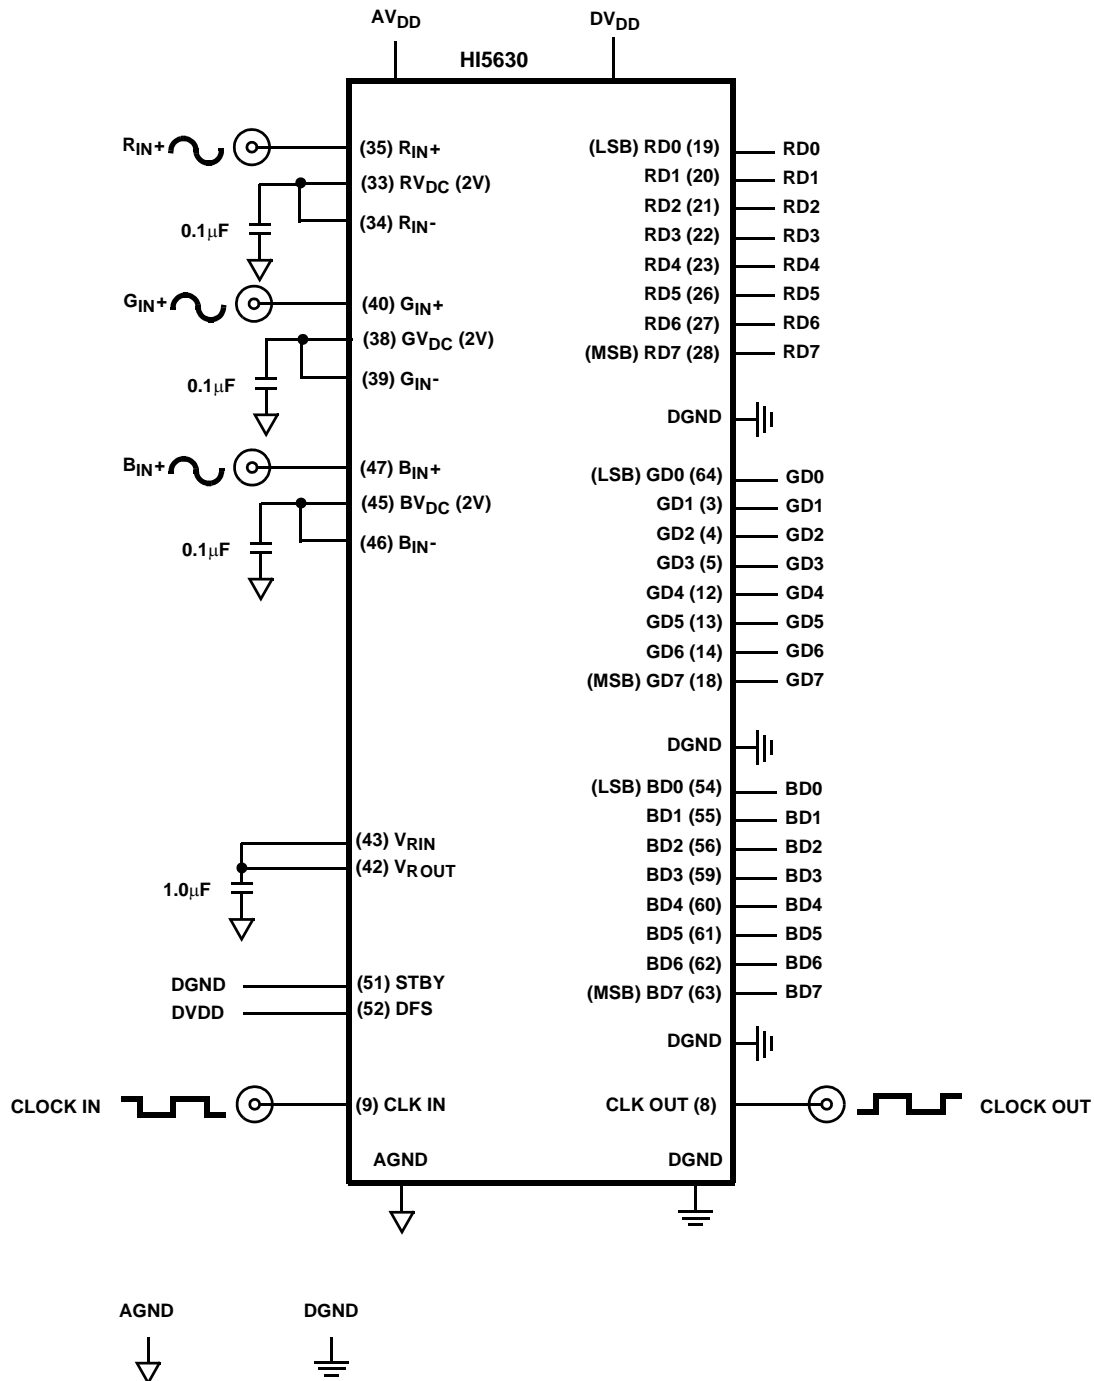 AVDD
DVDD
HI5630
RIN+
(35) RIN+
(33) RVDC (2V)
(34) RIN-
0.1μF
GIN+
(40) GIN+
(38) GVDC (2V)
(39) GIN-
0.1μF
BIN+
(47) BIN+
(45) BVDC (2V)
(46) BIN-
0.1μF
(43) VRIN
(42) VROUT
1.0μF
DGND
(51) STBY
DVDD
(52) DFS
CLOCK IN
(9) CLK IN
AGND
(LSB) RD0 (19)
RD0
RD1 (20)
RD1
RD2 (21)
RD2
RD3 (22)
RD3
RD4 (23)
RD4
RD5 (26)
RD5
RD6 (27)
RD6
(MSB) RD7 (28)
RD7
DGND
(LSB) GD0 (64)
GD0
GD1 (3)
GD1
GD2 (4)
GD2
GD3 (5)
GD3
GD4 (12)
GD4
GD5 (13)
GD5
GD6 (14)
GD6
(MSB) GD7 (18)
GD7
DGND
(LSB) BD0 (54)
BD0
BD1 (55)
BD1
BD2 (56)
BD2
BD3 (59)
BD3
BD4 (60)
BD4
BD5 (61)
BD5
BD6 (62)
BD6
(MSB) BD7 (63)
BD7
DGND
CLK OUT (8)
CLOCK OUT
DGND
AGND
DGND